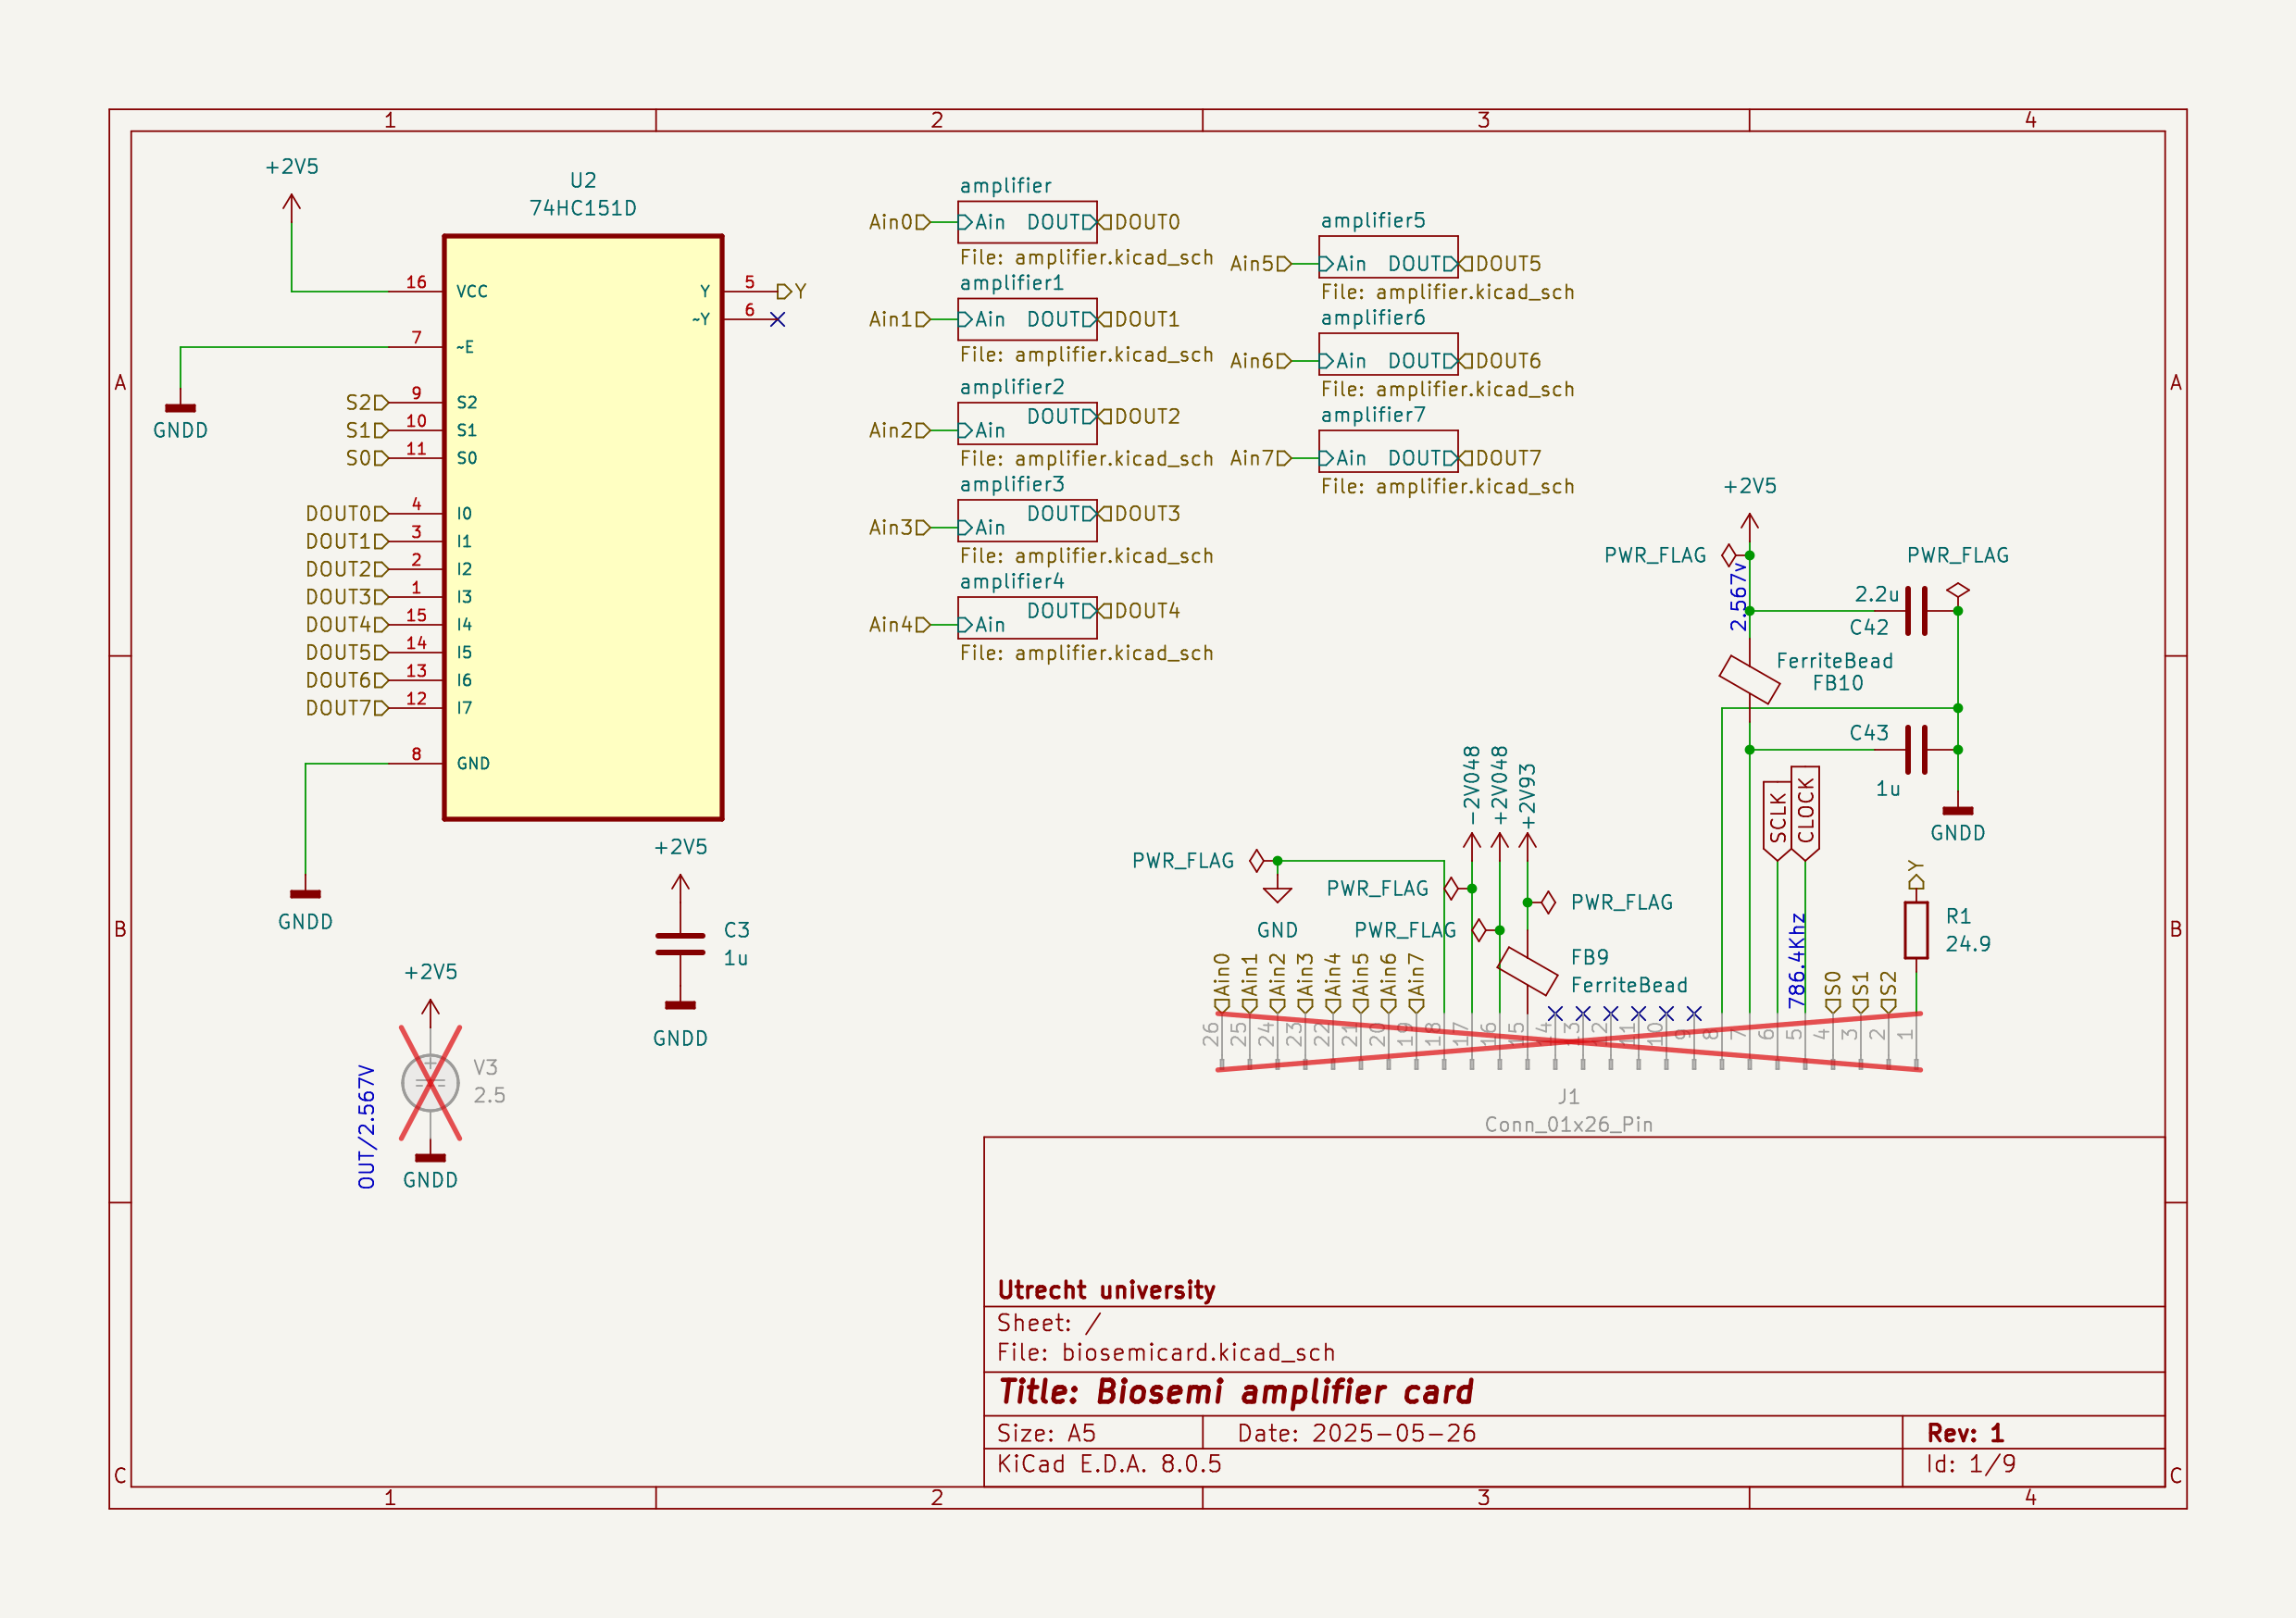 1 2 3 4
+2V5
U2
74HC151D
16 VCC
7 ~E
9 S2
10 S1
11 S0
4 I0
3 I1
2 I2
1 I3
15 I4
14 I5
13 I6
12 I7
8 GND
Y 5
~Y 6
Y
GNDD
S2
S1
S0
DOUT0
DOUT1
DOUT2
DOUT3
DOUT4
DOUT5
DOUT6
DOUT7
GNDD
+2V5
C3
1u
GNDD
+2V5
V3
2.5
OUT/2.567V
GNDD
amplifier
Ain0 Ain DOUT DOUT0
File: amplifier.kicad_sch
amplifier1
Ain1 Ain DOUT DOUT1
File: amplifier.kicad_sch
amplifier2
Ain2 Ain DOUT DOUT2
File: amplifier.kicad_sch
amplifier3
Ain3 Ain DOUT DOUT3
File: amplifier.kicad_sch
amplifier4
Ain4 Ain DOUT DOUT4
File: amplifier.kicad_sch
amplifier5
Ain5 Ain DOUT DOUT5
File: amplifier.kicad_sch
amplifier6
Ain6 Ain DOUT DOUT6
File: amplifier.kicad_sch
amplifier7
Ain7 Ain DOUT DOUT7
File: amplifier.kicad_sch
+2V5
PWR_FLAG
PWR_FLAG
2.567v
2.2u
C42
FerriteBead
FB10
C43
1u
GNDD
SCLK
CLOCK
786.4Khz
Y
R1
24.9
-2V048
+2V048
+2V93
PWR_FLAG
PWR_FLAG
PWR_FLAG
PWR_FLAG
GND
FB9
FerriteBead
Ain0 Ain1 Ain2 Ain3 Ain4 Ain5 Ain6 Ain7 S0 S1 S2
26 25 24 23 22 21 20 19 18 17 16 15 14 13 12 11 10 9 8 7 6 5 4 3 2 1
J1
Conn_01x26_Pin
A A
B B
C C
Utrecht university
Sheet: /
File: biosemicard.kicad_sch
Title: Biosemi amplifier card
Size: A5 Date: 2025-05-26 Rev: 1
KiCad E.D.A. 8.0.5 Id: 1/9
1 2 3 4